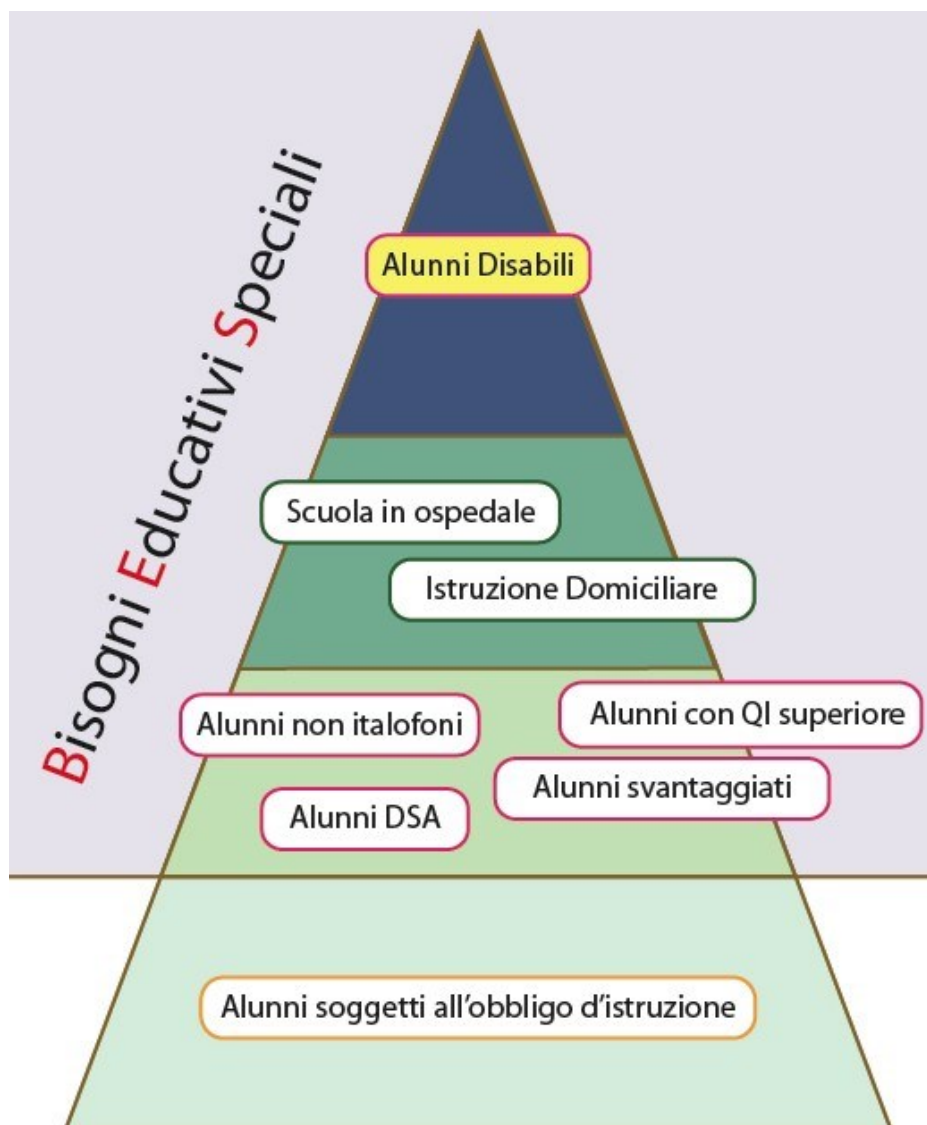 Bisogni Educativi Speciali
Alunni Disabili
Scuola in ospedale
Istruzione Domiciliare
Alunni non italofoni
Alunni con QI superiore
Alunni svantaggiati
Alunni DSA
Alunni soggetti all’obbligo d’istruzione